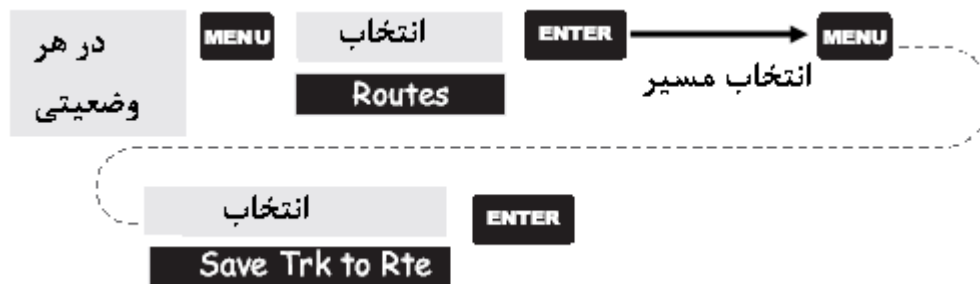 در هر وضعیتی
MENU
انتخاب
Routes
ENTER
انتخاب مسیر
MENU
انتخاب
Save Trk to Rte
ENTER